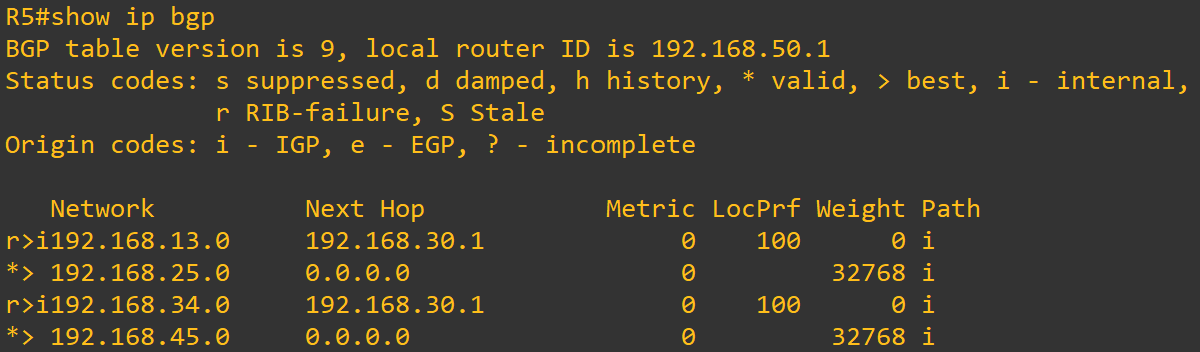 R5#show ip bgp
BGP table version is 9, local router ID is 192.168.50.1
Status codes: s suppressed, d damped, h history, * valid, > best, i - internal,
              r RIB-failure, S Stale
Origin codes: i - IGP, e - EGP, ? - incomplete

   Network          Next Hop            Metric LocPrf Weight Path
r>i192.168.13.0     192.168.30.1             0    100      0 i
*> 192.168.25.0     0.0.0.0                  0         32768 i
r>i192.168.34.0     192.168.30.1             0    100      0 i
*> 192.168.45.0     0.0.0.0                  0         32768 i